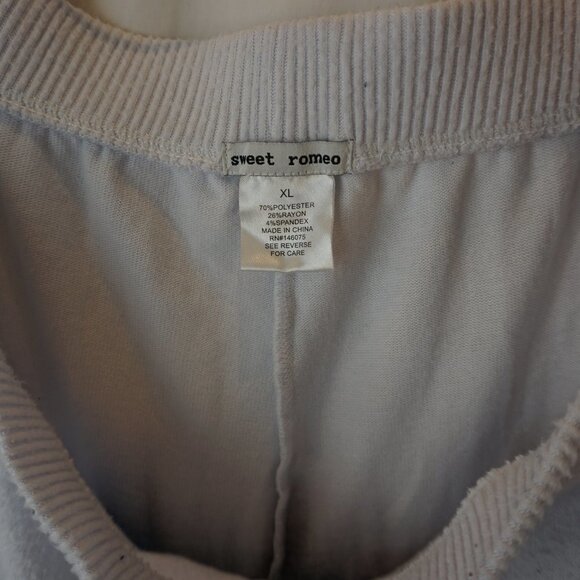 sweet romeo
XL
70%POLYESTER
26%RAYON
4%SPANDEX
MADE IN CHINA
RN#146075
SEE REVERSE
FOR CARE